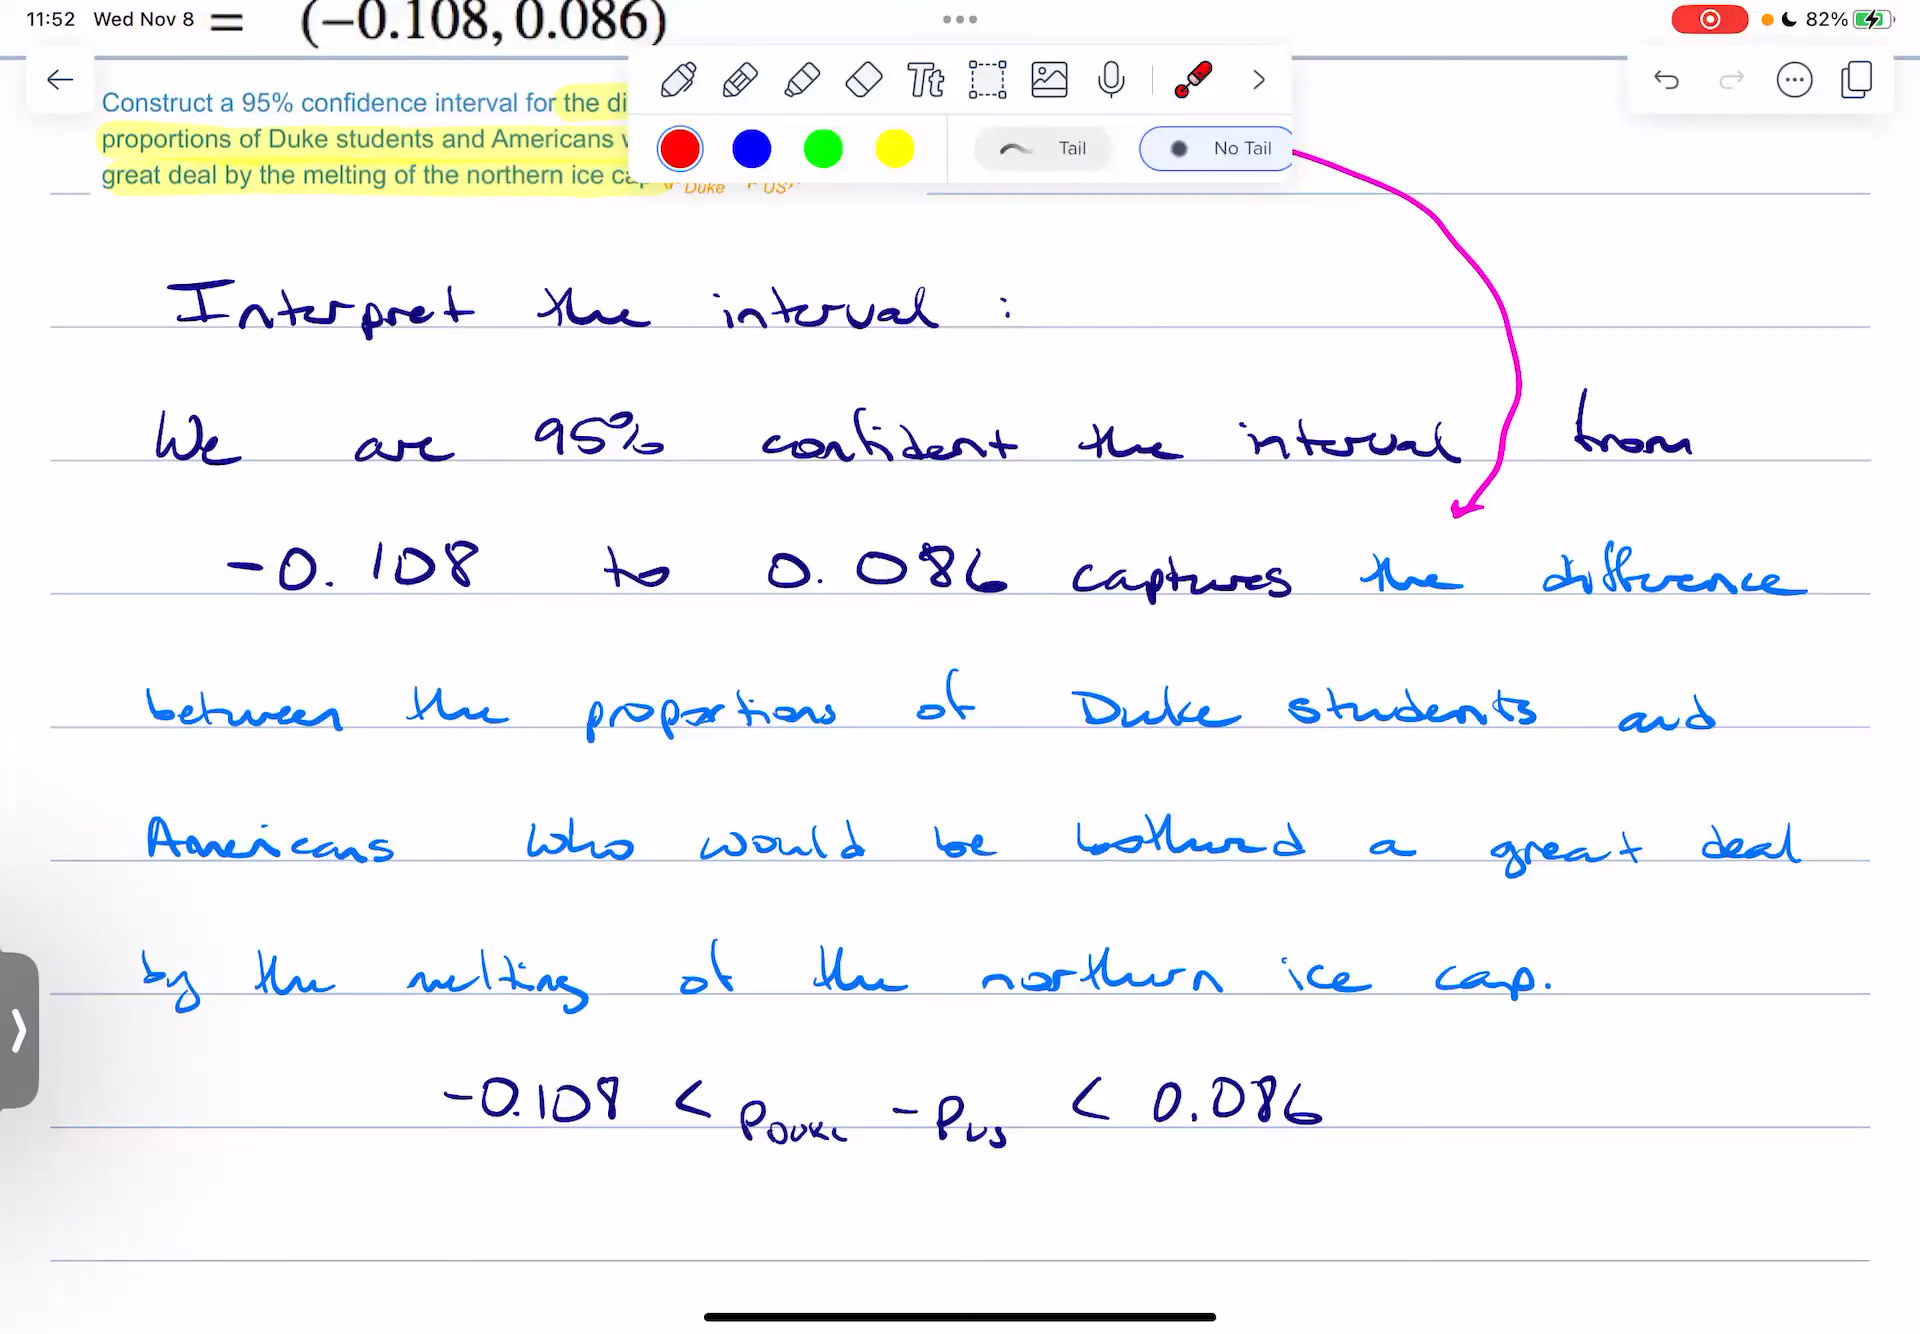 11:52 Wed Nov 8
= (−0.108, 0.086)
82%
Construct a 95% confidence interval for the di
proportions of Duke students and Americans
great deal by the melting of the northern ice
Duke US
Tt
Tail No Tail
Interpret the interval :
We are 95% confident the interval from
-0.108 to 0.086 captures the difference
between the proportions of Duke students and
Americans who would be bothered a great deal
by the melting of the northern ice cap.
-0.108 < PDUKE - PUS < 0.086